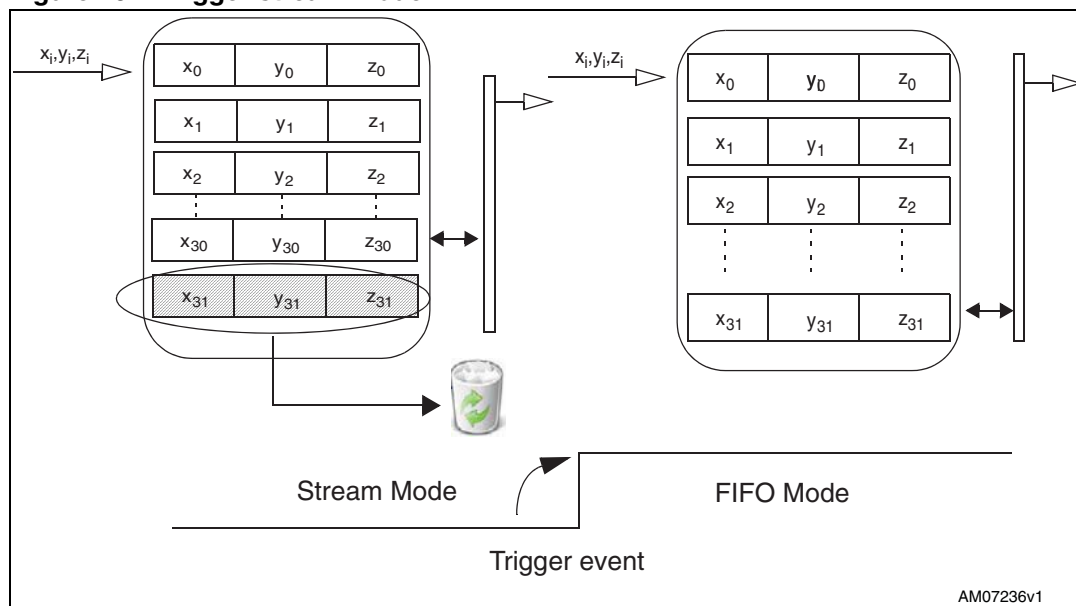 xi,yi,zi
x0 y0 z0
x1 y1 z1
x2 y2 z2
x30 y30 z30
x31 y31 z31
xi,yi,zi
x0 y0 z0
x1 y1 z1
x2 y2 z2
x31 y31 z31
Stream Mode
FIFO Mode
Trigger event
AM07236v1